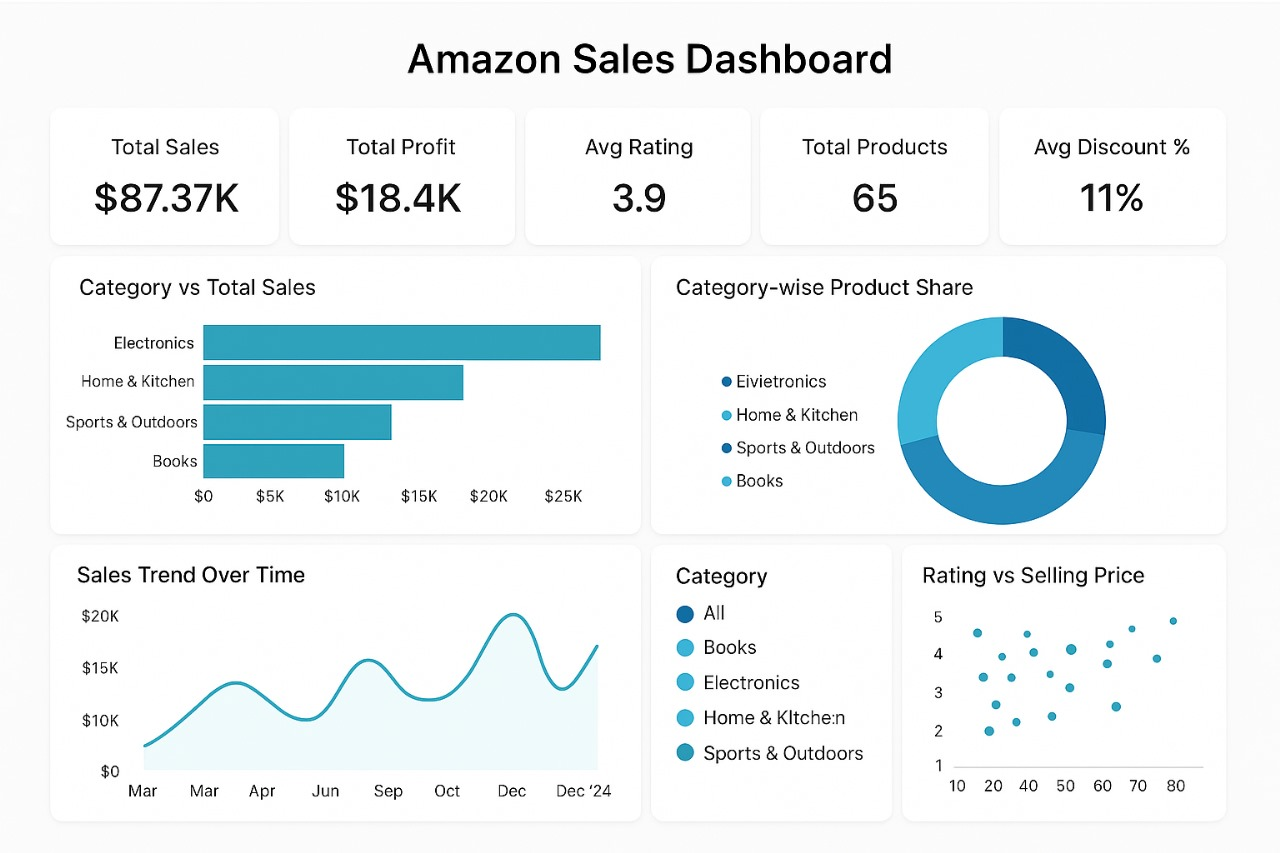 Amazon Sales Dashboard
Total Sales
$87.37K
Total Profit
$18.4K
Avg Rating
3.9
Total Products
65
Avg Discount %
11%
Category vs Total Sales
Electronics
Home & Kitchen
Sports & Outdoors
Books
$0 $5K $10K $15K $20K $25K
Category-wise Product Share
Eivietronics
Home & Kitchen
Sports & Outdoors
Books
Sales Trend Over Time
$20K
$15K
$10K
$0
Mar Mar Apr Jun Sep Oct Dec Dec ‘24
Category
All
Books
Electronics
Home & KItche:n
Sports & Outdoors
Rating vs Selling Price
5
4
3
2
1
10 20 40 50 60 70 80